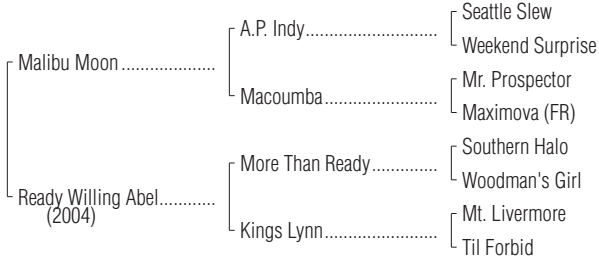 Seattle Slew
A.P. Indy
Weekend Surprise
Malibu Moon
Mr. Prospector
Macoumba
Maximova (FR)
Southern Halo
More Than Ready
Woodman's Girl
Ready Willing Abel
(2004)
Mt. Livermore
Kings Lynn
Til Forbid